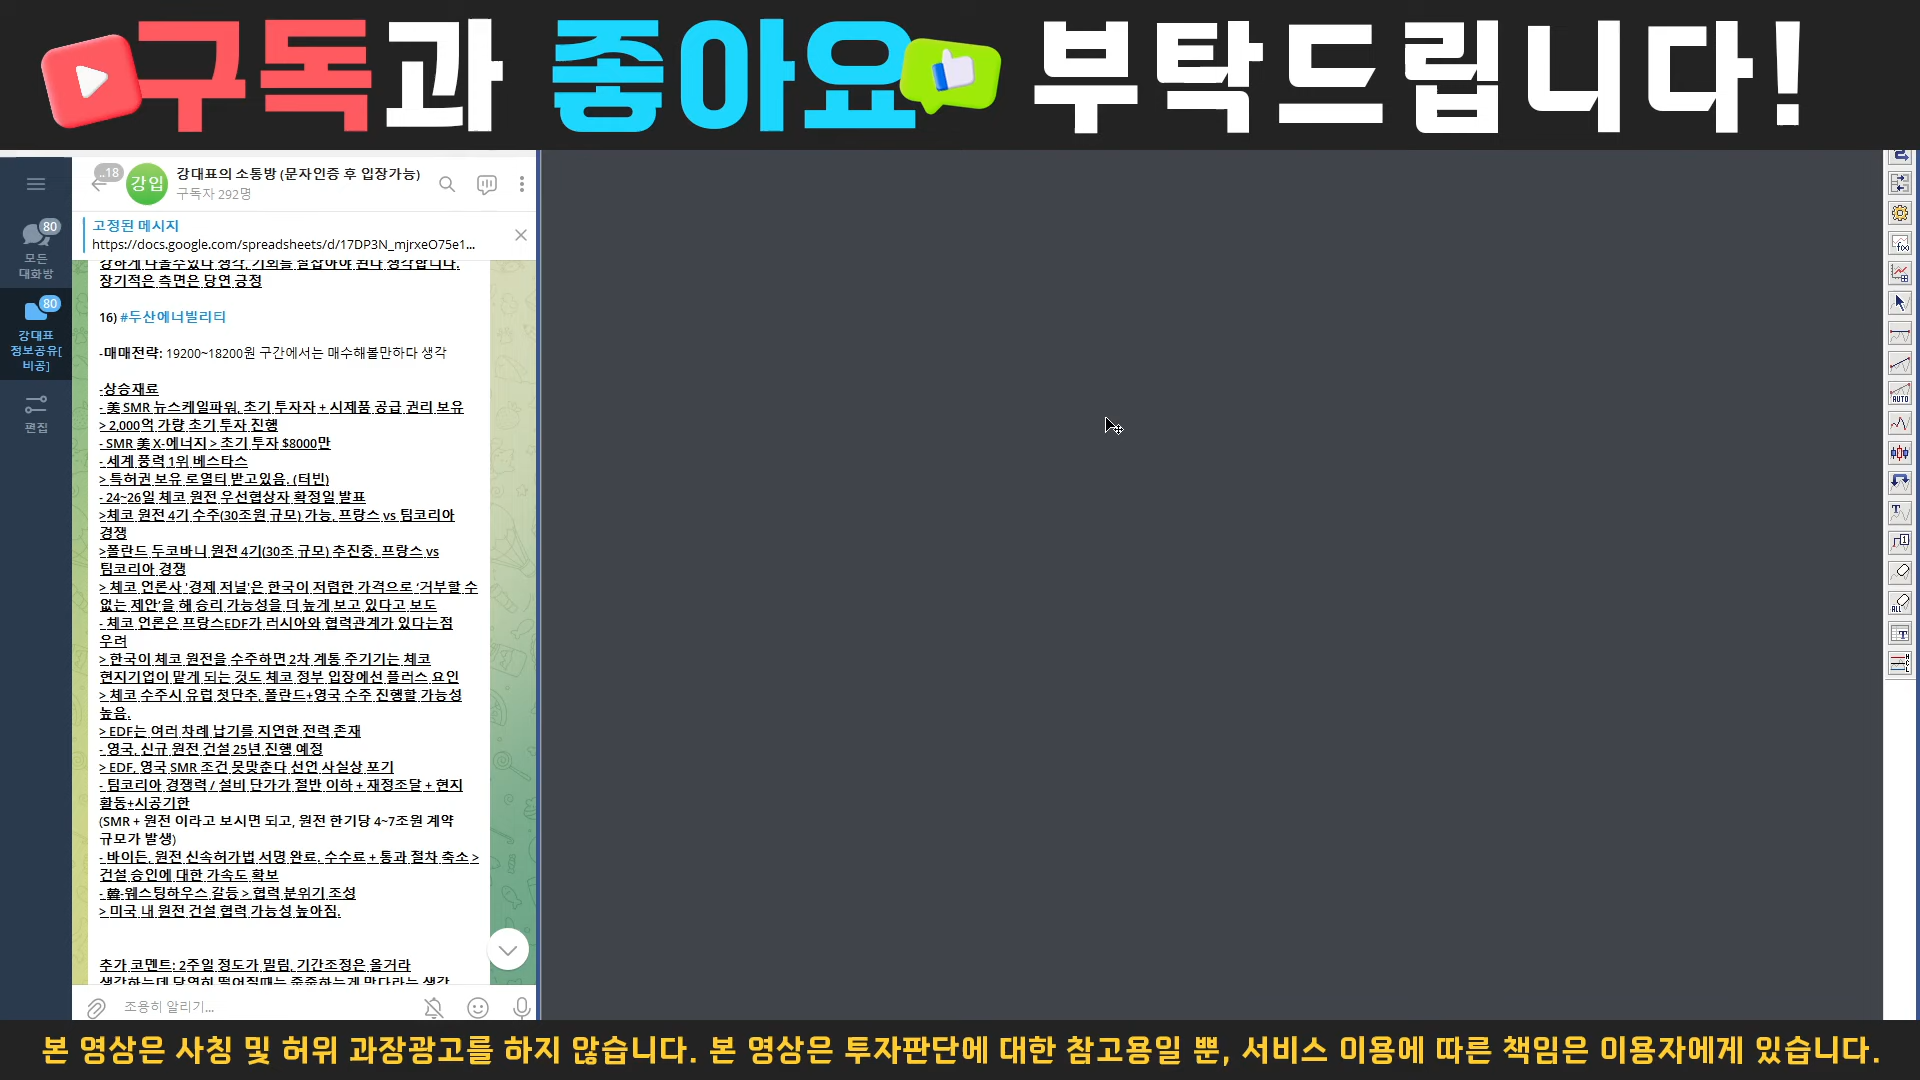 구독과 좋아요 부탁드립니다!
..18
강입
강대표의 소통방 (문자인증 후 입장가능)
구독자 292명
고정된 메시지
https://docs.google.com/spreadsheets/d/17DP3N_mjrxeO75e1...
80
모든
대화방
80
강대표
정보공유[
비공]
편집
강하게 나올수있다 생각, 기회를 잘잡아야 된다 생각합니다.
장기적은 측면은 당연 긍정
16) #두산에너빌리티
-매매전략: 19200~18200원 구간에서는 매수해볼만하다 생각
-상승재료
- 美 SMR 뉴스케일파워, 초기 투자자 + 시제품 공급 권리 보유
> 2,000억 가량 초기 투자 진행
- SMR 美 X-에너지 > 초기 투자 $8000만
- 세계 풍력 1위 베스타스
> 특허권 보유 로열티 받고있음. (터빈)
- 24~26일 체코 원전 우선협상자 확정일 발표
>체코 원전 4기 수주(30조원 규모) 가능, 프랑스 vs 팀코리아
경쟁
>폴란드 두코바니 원전 4기(30조 규모) 추진중. 프랑스 vs
팀코리아 경쟁
> 체코 언론사 '경제 저널'은 한국이 저렴한 가격으로 ‘거부할 수
없는 제안’을 해 승리 가능성을 더 높게 보고 있다고 보도
- 체코 언론은 프랑스EDF가 러시아와 협력관계가 있다는점
우려
> 한국이 체코 원전을 수주하면 2차 계통 주기기는 체코
현지기업이 맡게 되는 것도 체코 정부 입장에선 플러스 요인
> 체코 수주시 유럽 첫단추, 폴란드+영국 수주 진행할 가능성
높음.
> EDF는 여러 차례 납기를 지연한 전력 존재
- 영국, 신규 원전 건설 25년 진행 예정
> EDF, 영국 SMR 조건 못맞춘다 선언 사실상 포기
- 팀코리아 경쟁력 / 설비 단가가 절반 이하 + 재정조달 + 현지
활동+시공기한
(SMR + 원전 이라고 보시면 되고, 원전 한기당 4~7조원 계약
규모가 발생)
- 바이든, 원전 신속허가법 서명 완료. 수수료 + 통과 절차 축소 >
건설 승인에 대한 가속도 확보
- 韓-웨스팅하우스 갈등 > 협력 분위기 조성
> 미국 내 원전 건설 협력 가능성 높아짐.
추가 코멘트: 2주일 정도가 밀림, 기간조정은 올거라
조용히 알리기...
f(x)
AUTO
T
1
ALL
T
본 영상은 사칭 및 허위 과장광고를 하지 않습니다. 본 영상은 투자판단에 대한 참고용일 뿐, 서비스 이용에 따른 책임은 이용자에게 있습니다.